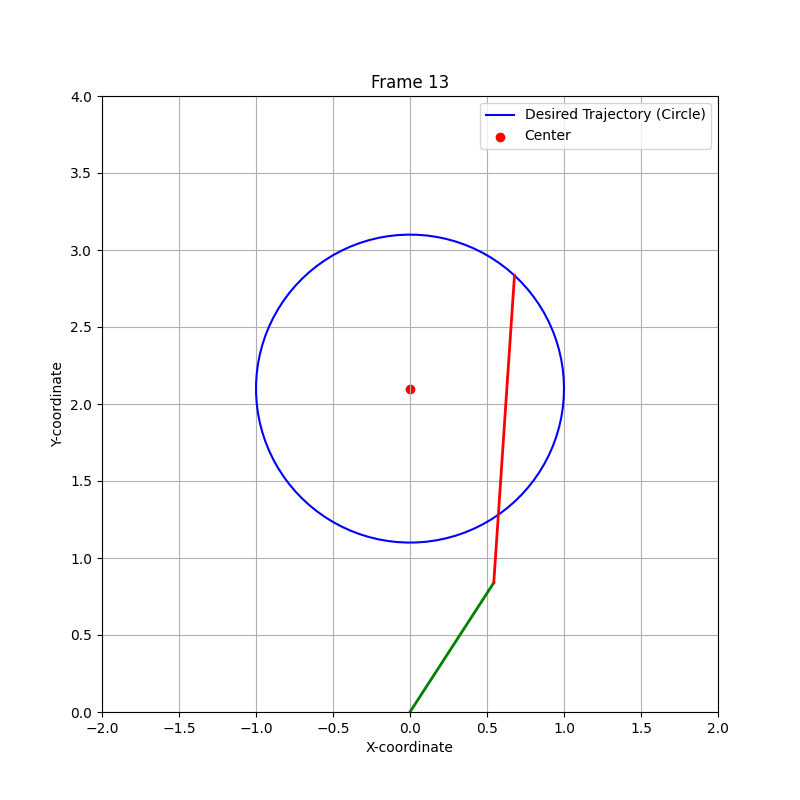 Frame 13
Desired Trajectory (Circle)
Center
Y-coordinate
4.0
3.5
3.0
2.5
2.0
1.5
1.0
0.5
0.0
−2.0 −1.5 −1.0 −0.5 0.0 0.5 1.0 1.5 2.0
X-coordinate